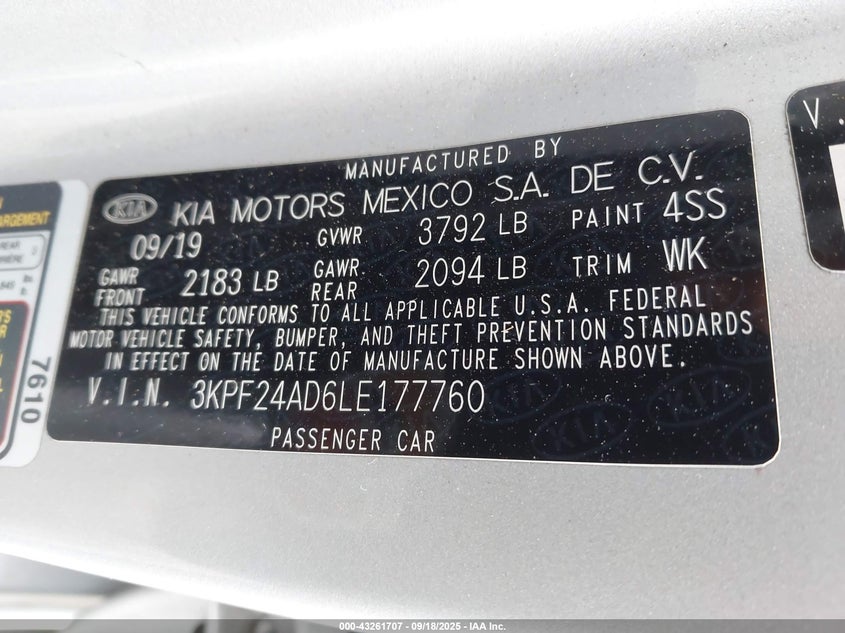 MANUFACTURED BY
KIA KIA MOTORS MEXICO S.A. DE C.V.
09/19 GVWR 3792 LB PAINT 4SS
GAWR FRONT 2183 LB GAWR REAR 2094 LB TRIM WK
THIS VEHICLE CONFORMS TO ALL APPLICABLE U.S.A. FEDERAL
MOTOR VEHICLE SAFETY, BUMPER, AND THEFT PREVENTION STANDARDS
IN EFFECT ON THE DATE OF MANUFACTURE SHOWN ABOVE.
V.I.N. 3KPF24AD6LE177760
PASSENGER CAR
7610
ARGEMENT
REAR
V.
000-43261707 - 09/18/2025 - IAA Inc.